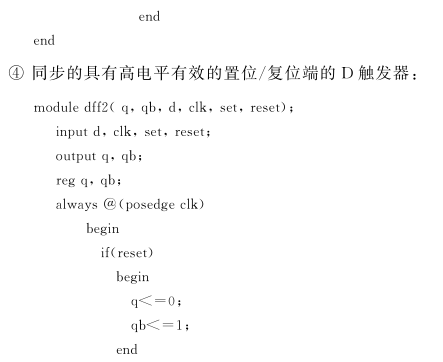 end
end
④ 同步的具有高电平有效的置位/复位端的 D 触发器：
module dff2( q, qb, d, clk, set, reset);
input d, clk, set, reset;
output q, qb;
reg q, qb;
always @(posedge clk)
begin
if(reset)
begin
q<=0;
qb<=1;
end